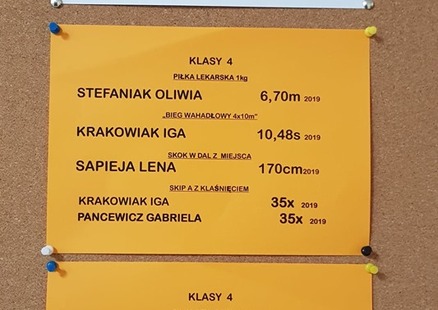 KLASY 4
PIŁKA LEKARSKA 1kg
STEFANIAK OLIWIA 6,70m 2019
„BIEG WAHADŁOWY 4x10m"
KRAKOWIAK IGA 10,48s 2019
SKOK W DAL Z MIEJSCA
SAPIEJA LENA 170cm 2019
SKIP A Z KLAŚNIĘCIEM
KRAKOWIAK IGA 35x 2019
PANCEWICZ GABRIELA 35x 2019
KLASY 4